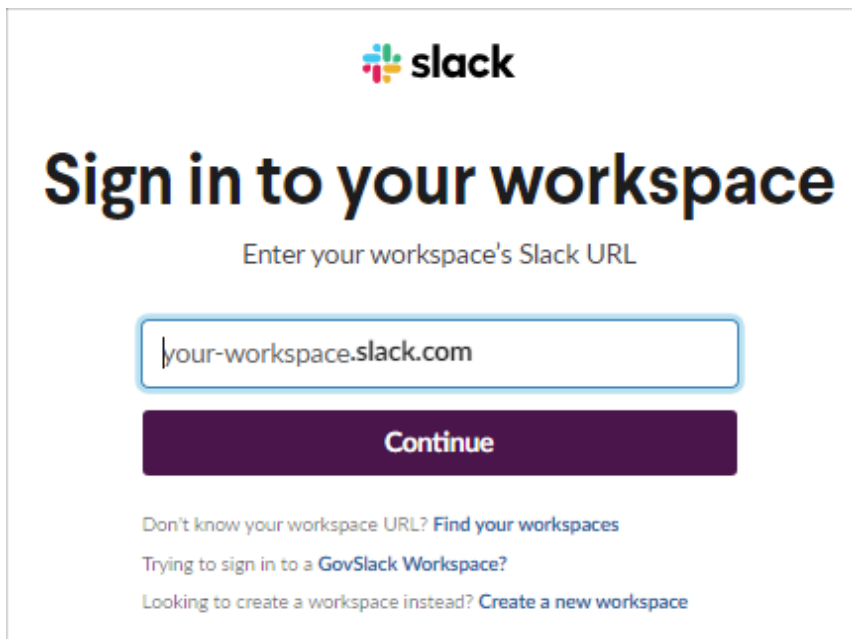 slack
Sign in to your workspace
Enter your workspace's Slack URL
your-workspace.slack.com
Continue
Don't know your workspace URL? Find your workspaces
Trying to sign in to a GovSlack Workspace?
Looking to create a workspace instead? Create a new workspace